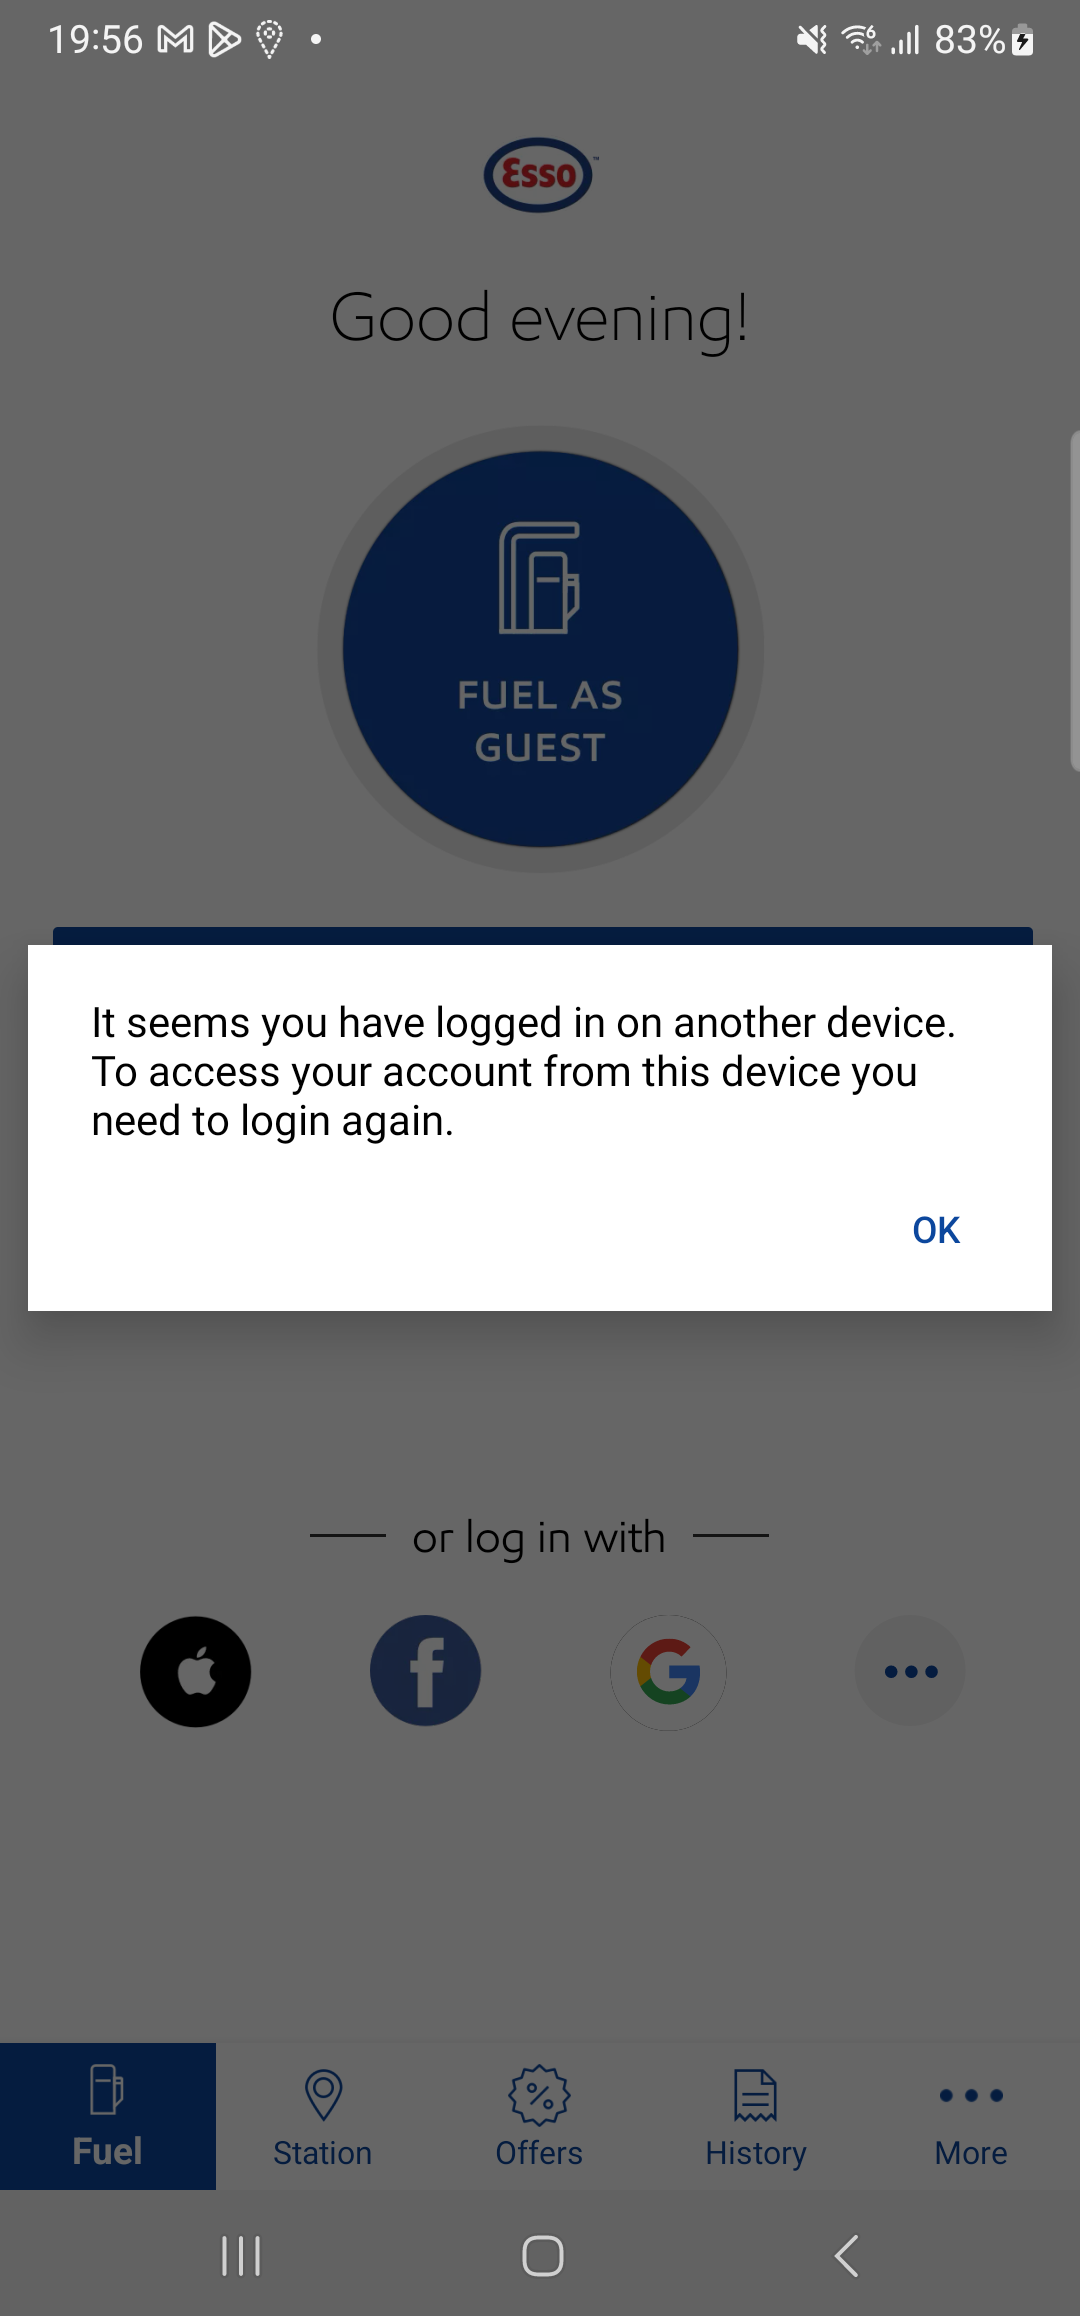 19:56
83%
Esso
Good evening!
FUEL AS
GUEST
It seems you have logged in on another device.
To access your account from this device you
need to login again.
OK
or log in with
Fuel
Station
Offers
History
More